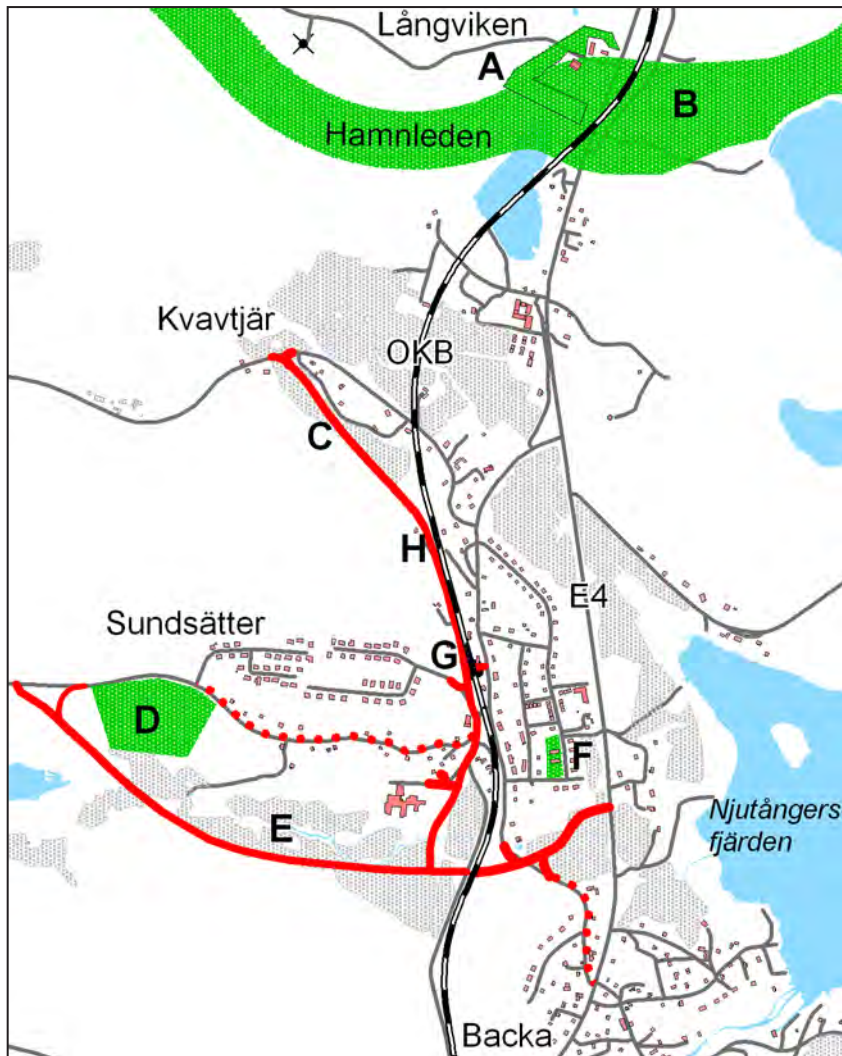 Långviken
A
B
Hamnleden
Kvavtjär
OKB
C
H
E4
Sundsätter
G
D
F
E
Njutångers
fjärden
Backa